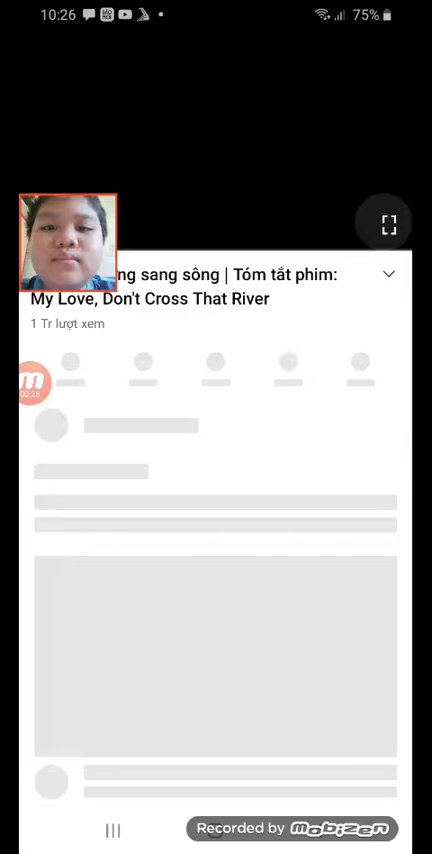 10:26
75%
ng sang sông | Tóm tắt phim:
My Love, Don't Cross That River
1 Tr lượt xem
00:26
Recorded by mobizen